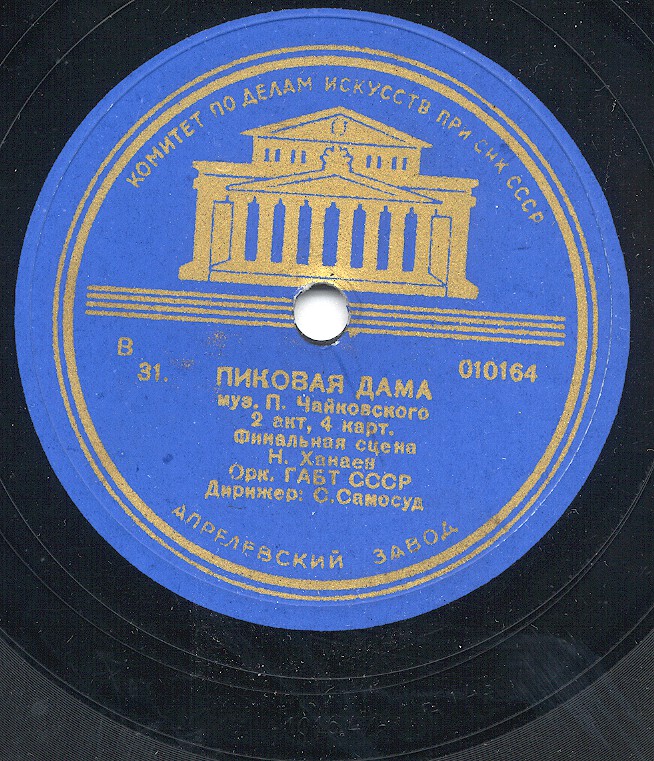 КОМИТЕТ ПО ДЕЛАМ ИСКУССТВ ПРИ СНК СССР
В
31.
010164
ПИКОВАЯ ДАМА
муз. П. Чайковского
2 акт, 4 карт.
Финальная сцена
Н. Ханаев
Орк. ГАБТ СССР
Дирижер: С.Самосуд
АПРЕЛЕВСКИЙ ЗАВОД